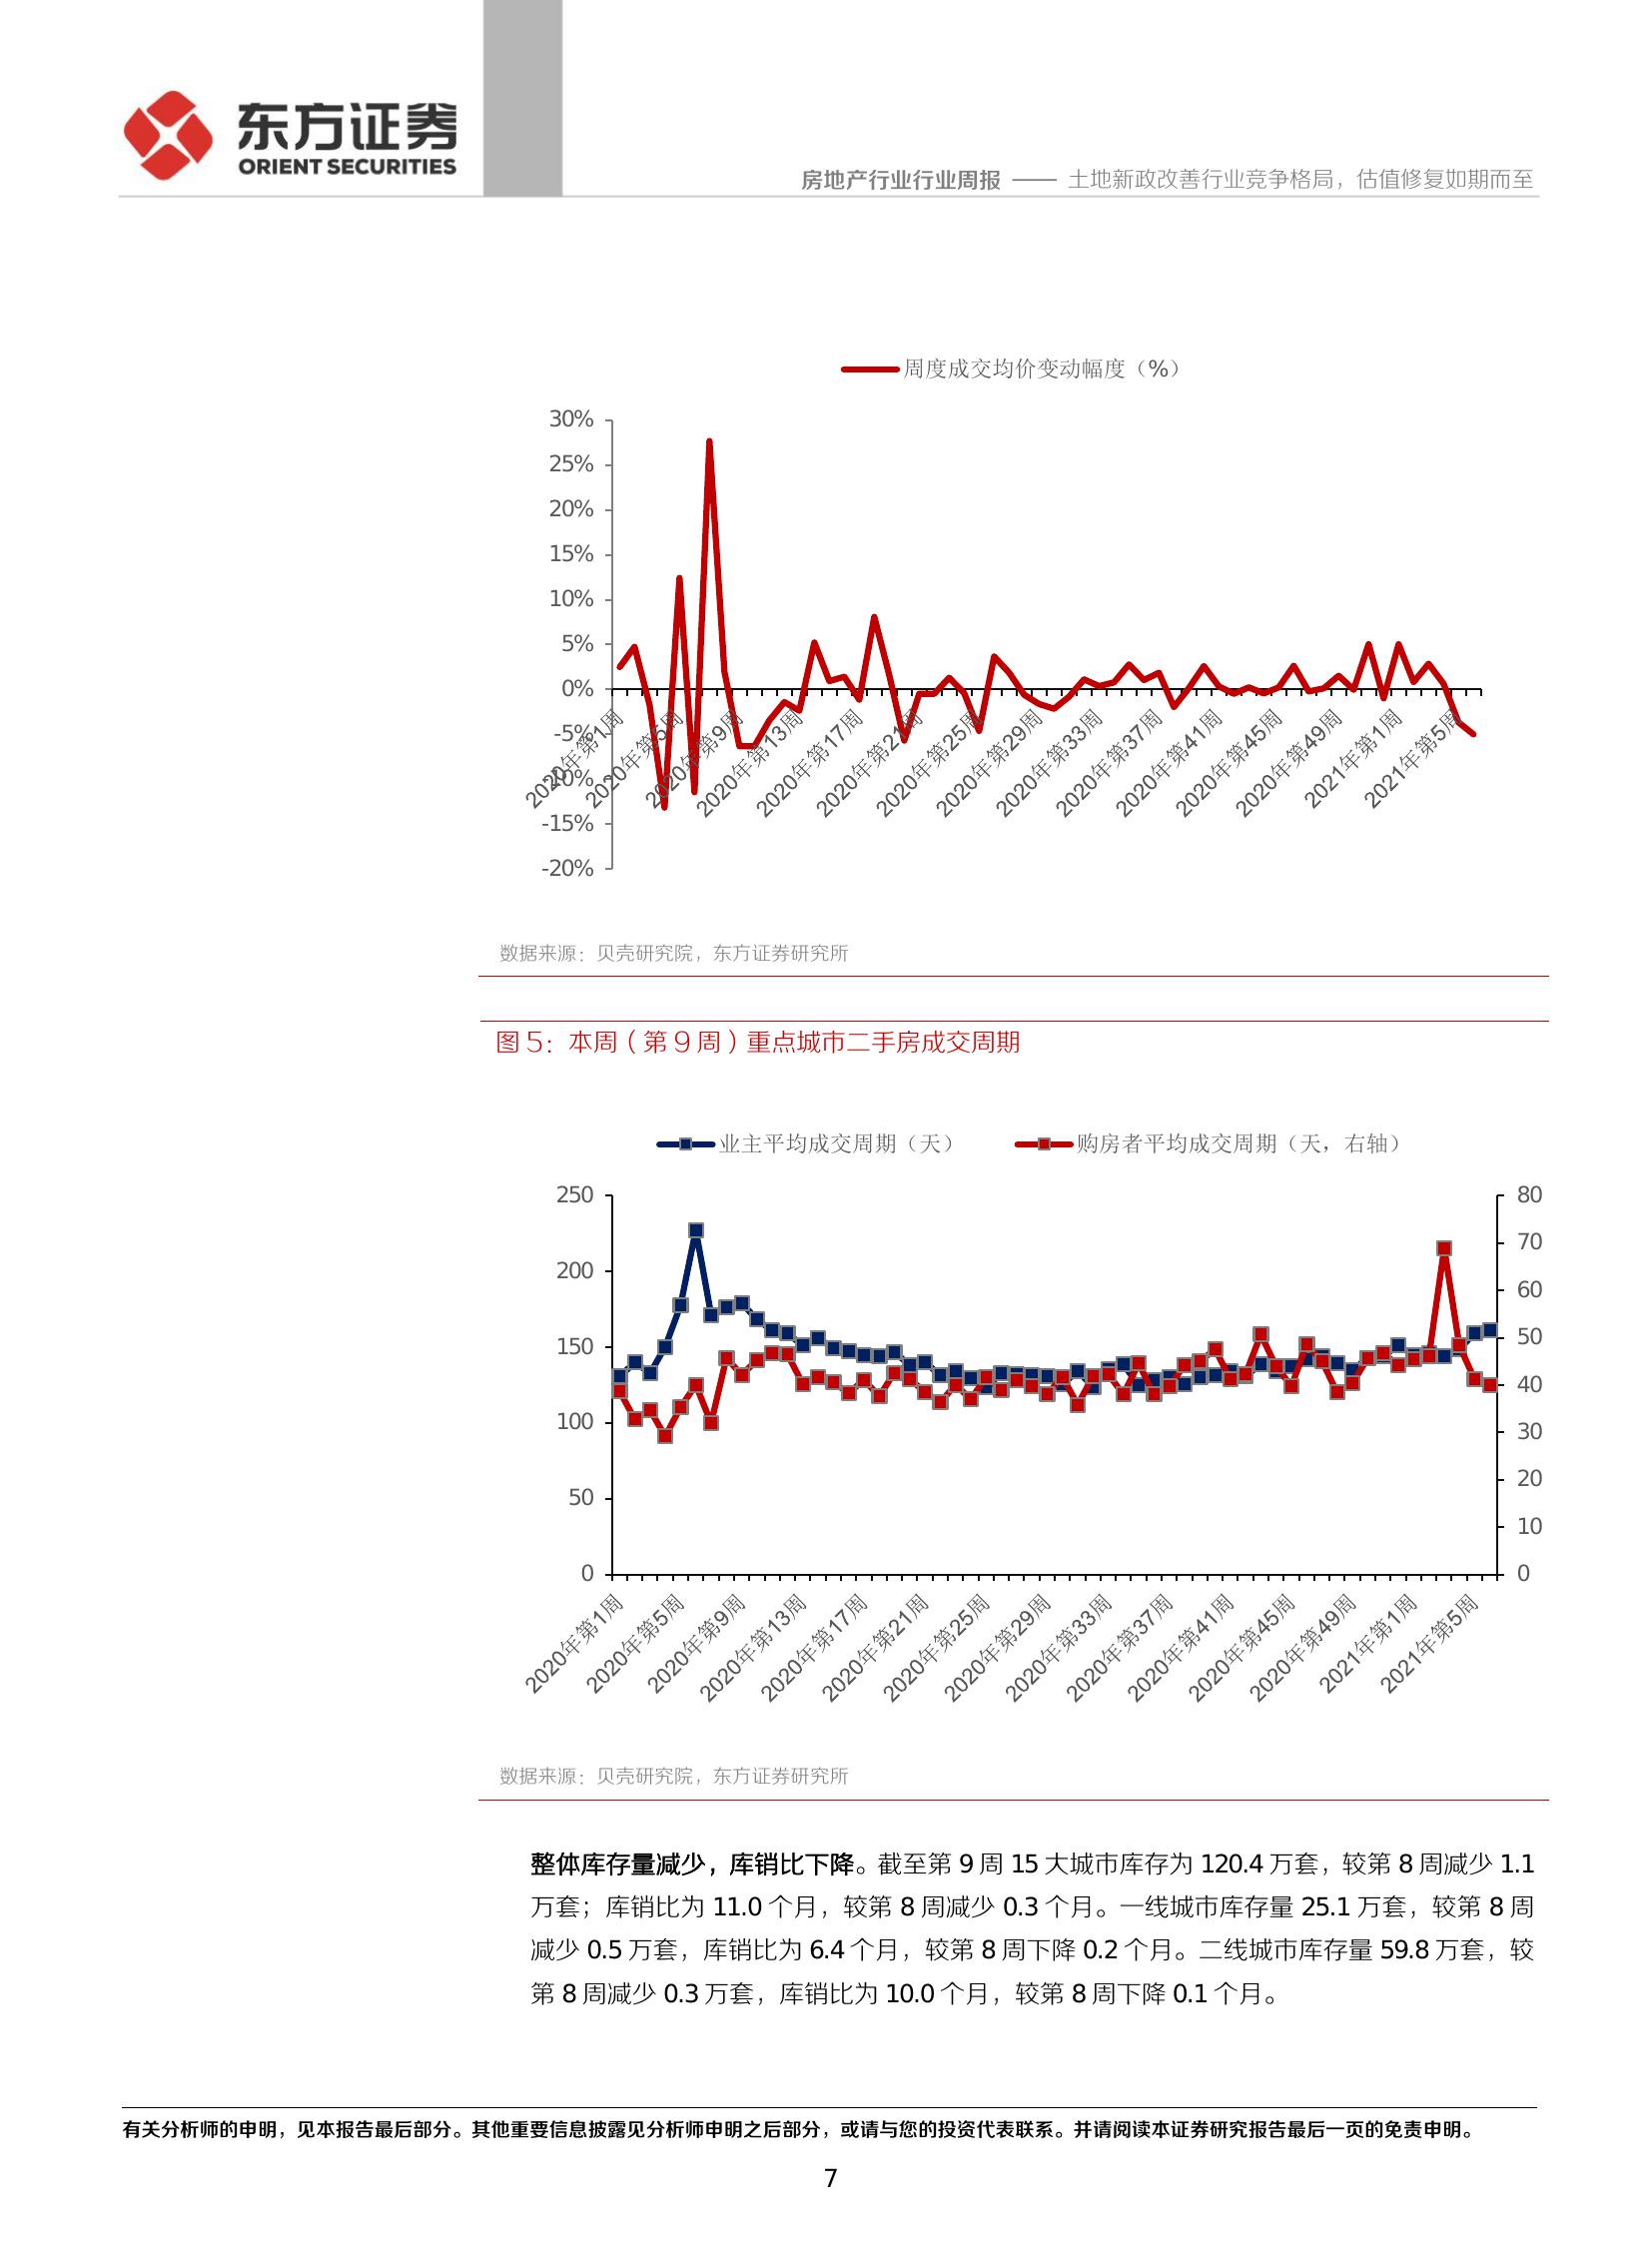 东方证券
ORIENT SECURITIES
房地产行业行业周报 —— 土地新政改善行业竞争格局，估值修复如期而至
周度成交均价变动幅度（%）
30%
25%
20%
15%
10%
5%
0%
-5%
-10%
-15%
-20%
2020年第1周
2020年第5周
2020年第9周
2020年第13周
2020年第17周
2020年第21周
2020年第25周
2020年第29周
2020年第33周
2020年第37周
2020年第41周
2020年第45周
2020年第49周
2021年第1周
2021年第5周
数据来源：贝壳研究院，东方证券研究所
图 5：本周（第 9 周）重点城市二手房成交周期
业主平均成交周期（天） 购房者平均成交周期（天，右轴）
250
200
150
100
50
0
80
70
60
50
40
30
20
10
0
2020年第1周
2020年第5周
2020年第9周
2020年第13周
2020年第17周
2020年第21周
2020年第25周
2020年第29周
2020年第33周
2020年第37周
2020年第41周
2020年第45周
2020年第49周
2021年第1周
2021年第5周
数据来源：贝壳研究院，东方证券研究所
整体库存量减少，库销比下降。截至第 9 周 15 大城市库存为 120.4 万套，较第 8 周减少 1.1
万套；库销比为 11.0 个月，较第 8 周减少 0.3 个月。一线城市库存量 25.1 万套，较第 8 周
减少 0.5 万套，库销比为 6.4 个月，较第 8 周下降 0.2 个月。二线城市库存量 59.8 万套，较
第 8 周减少 0.3 万套，库销比为 10.0 个月，较第 8 周下降 0.1 个月。
有关分析师的申明，见本报告最后部分。其他重要信息披露见分析师申明之后部分，或请与您的投资代表联系。并请阅读本证券研究报告最后一页的免责申明。
7